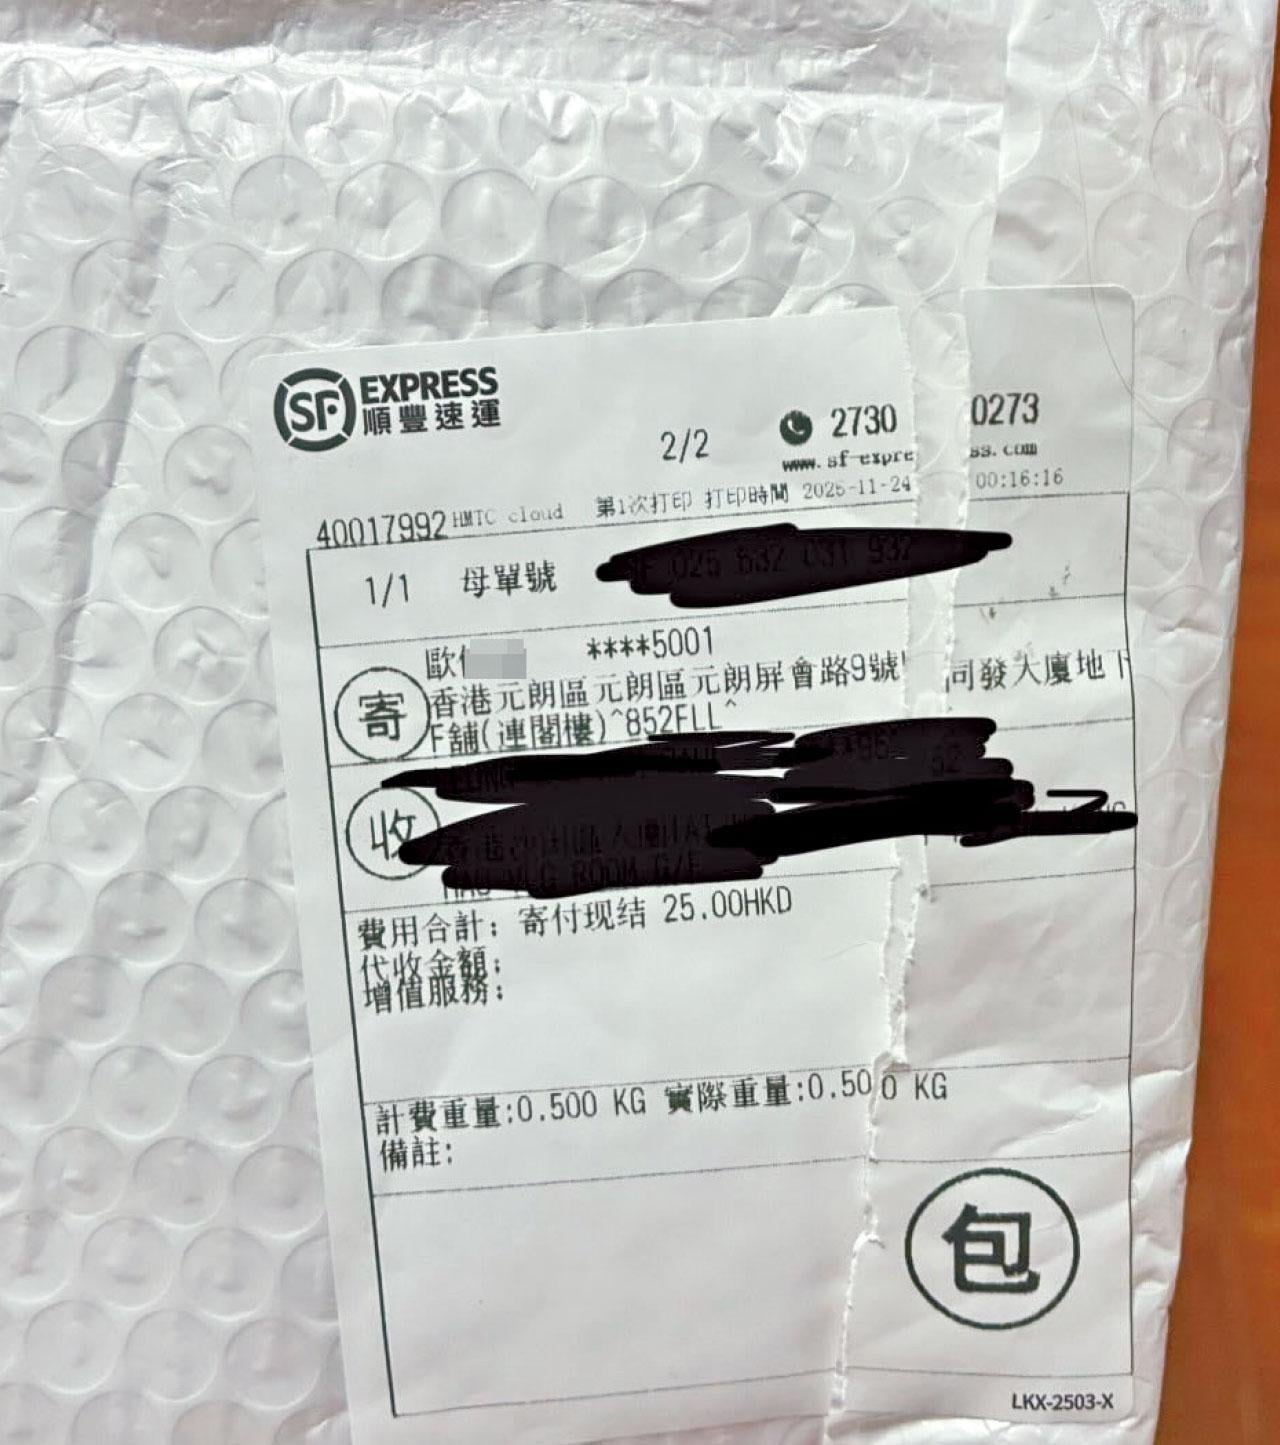 SF EXPRESS
順豐速運
2/2
2730 0273
www.sf-express.com
40017992 HMTC cloud 第1次打印 打印時間 2025-11-24 00:16:16
1/1 母單號
寄
歐 ****5001
香港元朗區元朗區元朗屏會路9號 同發大廈地下
F舖(連閣樓)^852FLL^
收
費用合計: 寄付现结 25.00HKD
代收金額:
增值服務:
計費重量:0.500 KG 實際重量:0.500 KG
備註:
包
LKX-2503-X